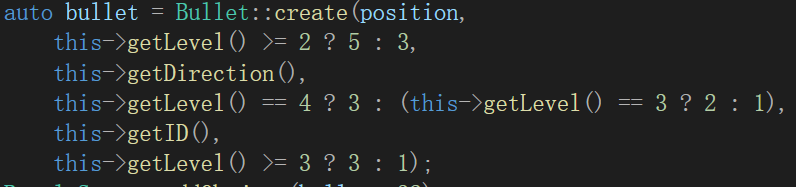 auto bullet = Bullet::create(position,
this->getLevel() >= 2 ? 5 : 3,
this->getDirection(),
this->getLevel() == 4 ? 3 : (this->getLevel() == 3 ? 2 : 1),
this->getID(),
this->getLevel() >= 3 ? 3 : 1);